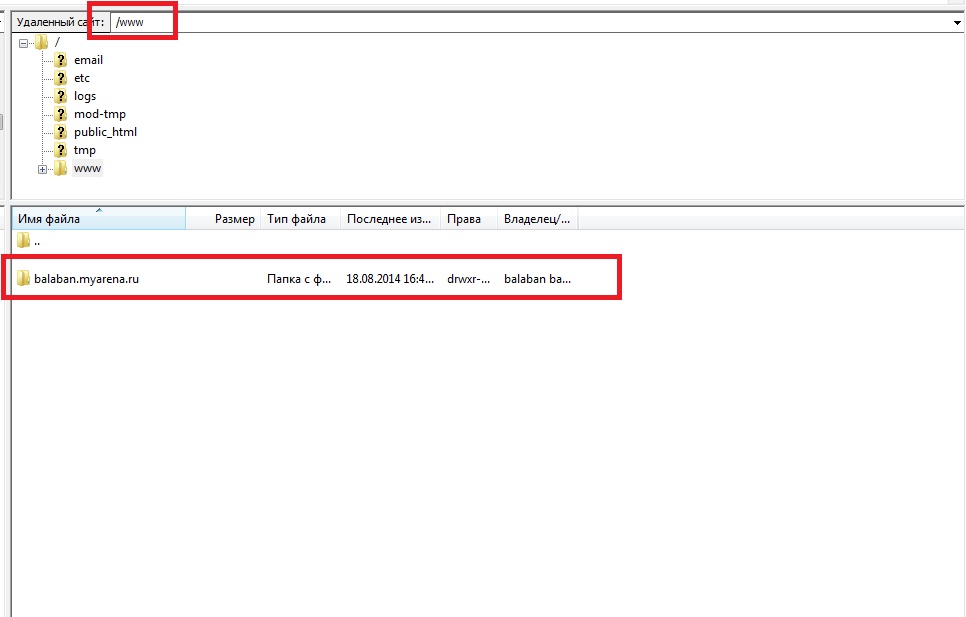 Удаленный сайт: /www
/
email
etc
logs
mod-tmp
public_html
tmp
www
Имя файла Размер Тип файла Последнее из... Права Владелец/...
..
balaban.myarena.ru Папка с ф... 18.08.2014 16:4... drwxr-... balaban ba...